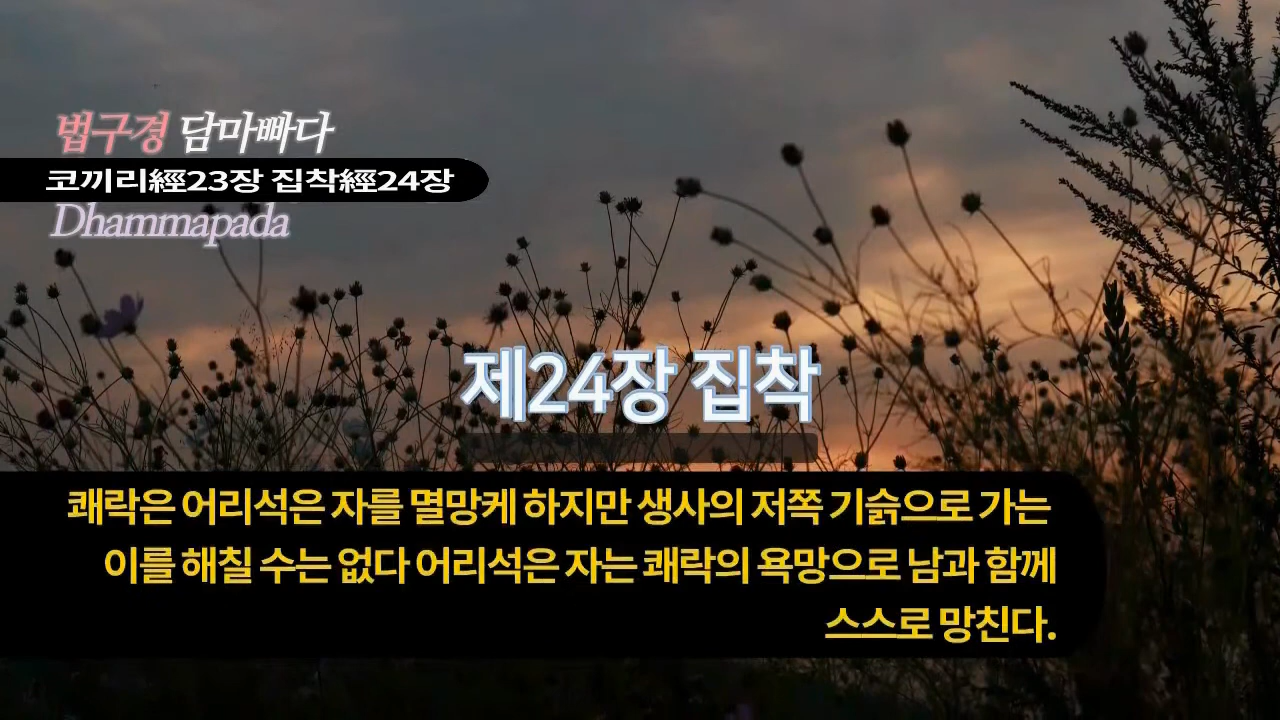 법구경 담마빠다
코끼리經23장 집착經24장
Dhammapada
제24장 집착
쾌락은 어리석은 자를 멸망케 하지만 생사의 저쪽 기슭으로 가는
이를 해칠 수는 없다 어리석은 자는 쾌락의 욕망으로 남과 함께
스스로 망친다.